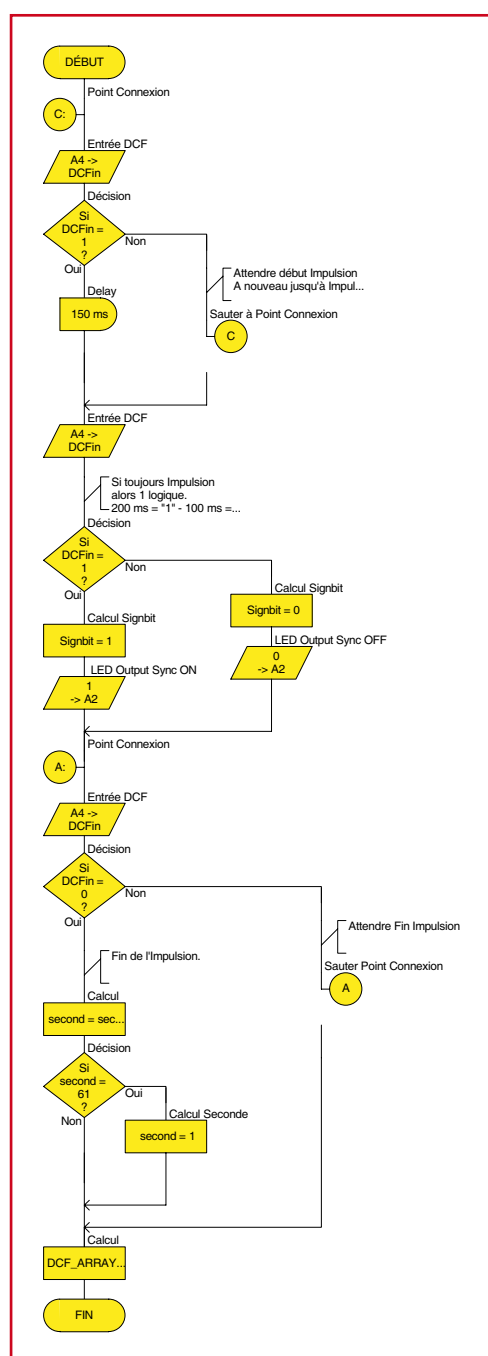 DÉBUT
Point Connexion
C:
Entrée DCF
A4 ->
DCFin
Décision
Si
DCFin =
1
?
Non
Oui
Attendre début Impulsion
A nouveau jusqu'à Impul...
Delay
150 ms
Sauter à Point Connexion
C
Entrée DCF
A4 ->
DCFin
Si toujours Impulsion
alors 1 logique.
200 ms = "1" - 100 ms =...
Décision
Si
DCFin =
1
?
Non
Oui
Calcul Signbit
Signbit = 0
Calcul Signbit
Signbit = 1
LED Output Sync OFF
0
-> A2
LED Output Sync ON
1
-> A2
Point Connexion
A:
Entrée DCF
A4 ->
DCFin
Décision
Si
DCFin =
0
?
Non
Oui
Attendre Fin Impulsion
Fin de l'Impulsion.
Sauter Point Connexion
A
Calcul
second = sec...
Décision
Si
second =
61
?
Oui
Non
Calcul Seconde
second = 1
Calcul
DCF_ARRAY...
FIN